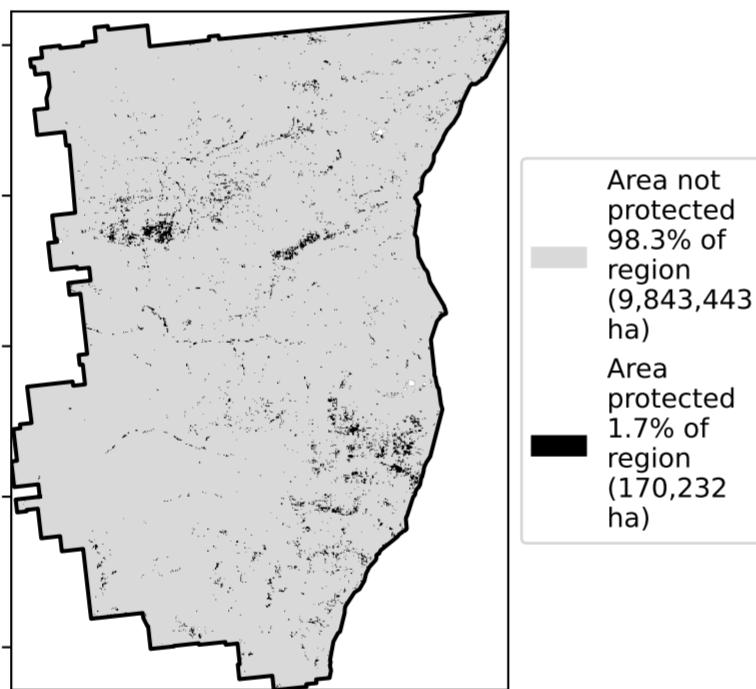 Area not
protected
98.3% of
region
(9,843,443
ha)
Area
protected
1.7% of
region
(170,232
ha)